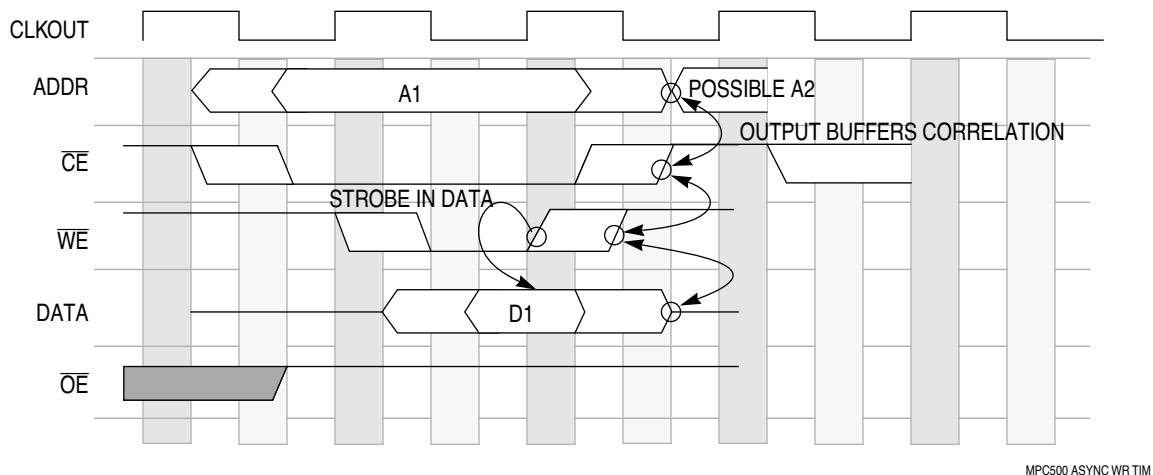 CLKOUT
ADDR
A1
POSSIBLE A2
OUTPUT BUFFERS CORRELATION
CE
STROBE IN DATA
WE
DATA
D1
OE
MPC500 ASYNC WR TIM